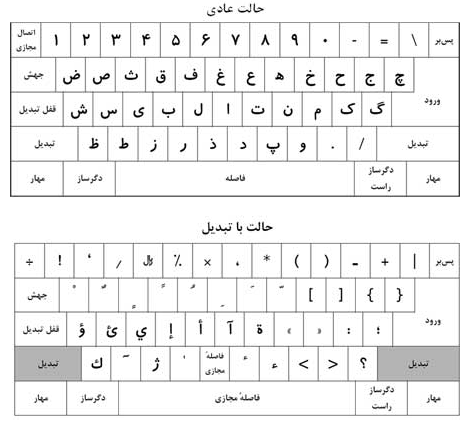 حالت عادی
پس‌بر \ = - ۰ ۹ ۸ ۷ ۶ ۵ ۴ ۳ ۲ ۱ اتصال مجازی
چ ج ح خ ه ع غ ف ق ث ص ض جهش
ورود
گ ک م ن ت ا ل ب ی س ش قفل تبدیل
تبدیل / . و پ د ذ ر ز ط ظ تبدیل
مهار دگرساز راست فاصله دگرساز مهار
حالت با تبدیل
پس‌بر | + ـ ) ( * ، × ٪ ﷼ ٫ ٬ ! ÷
} { ] [ ّ َ ِ ُ ً ٍ ٌ ْ جهش
ورود
؛ : « » ة آ أ إ ي ئ ؤ قفل تبدیل
تبدیل ؟ < > ء ٔ فاصلهٔ مجازی ٰ ژ ٓ ك تبدیل
مهار دگرساز راست فاصلهٔ مجازی دگرساز مهار